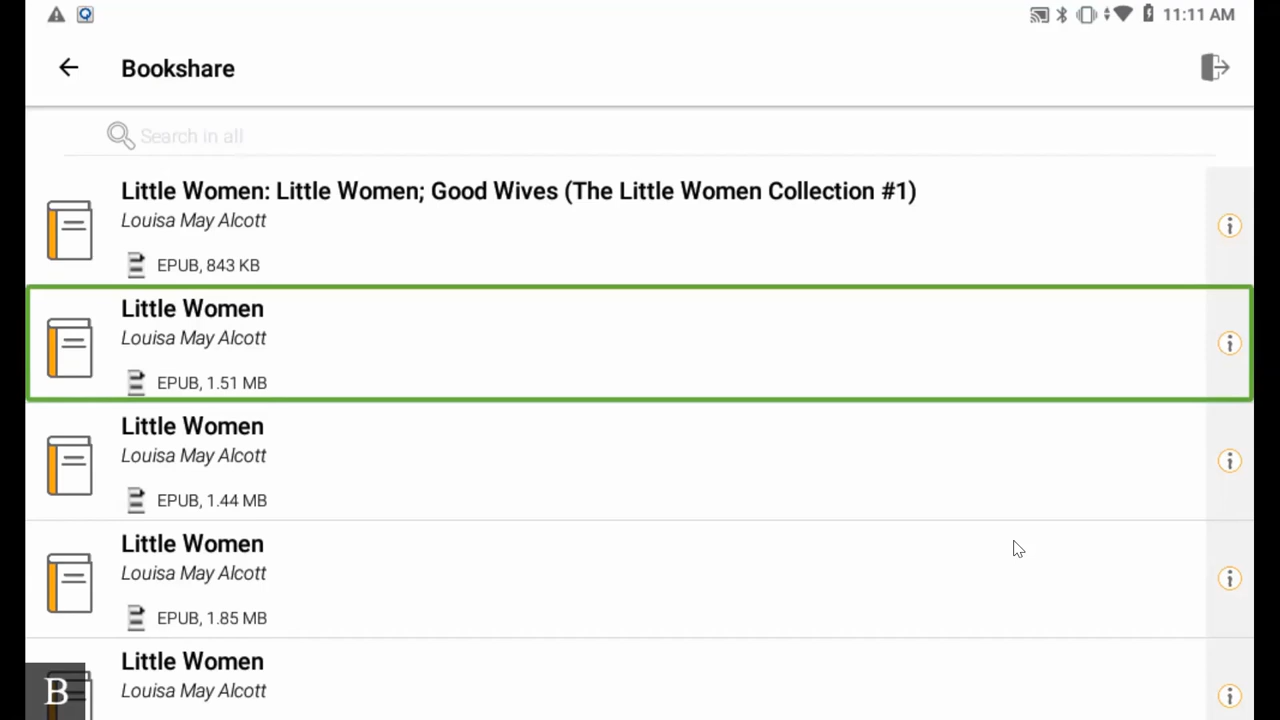 11:11 AM
Bookshare
Search in all
Little Women: Little Women; Good Wives (The Little Women Collection #1)
Louisa May Alcott
EPUB, 843 KB
Little Women
Louisa May Alcott
EPUB, 1.51 MB
Little Women
Louisa May Alcott
EPUB, 1.44 MB
Little Women
Louisa May Alcott
EPUB, 1.85 MB
Little Women
Louisa May Alcott
B